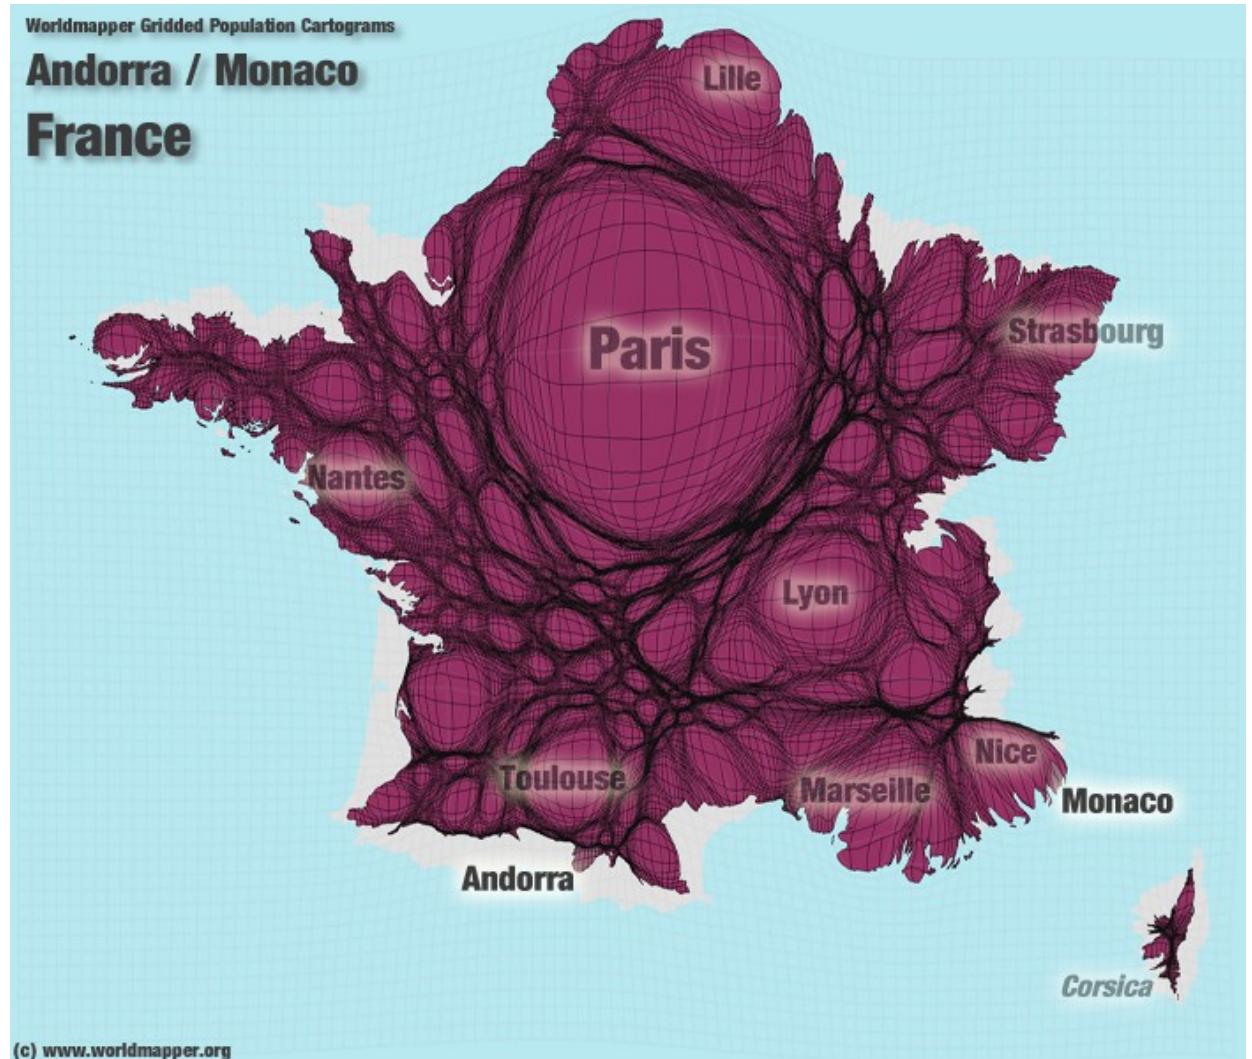 Worldmapper Gridded Population Cartograms
Andorra / Monaco
France
Lille
Paris
Strasbourg
Nantes
Lyon
Nice
Toulouse
Marseille
Monaco
Andorra
Corsica
(c) www.worldmapper.org